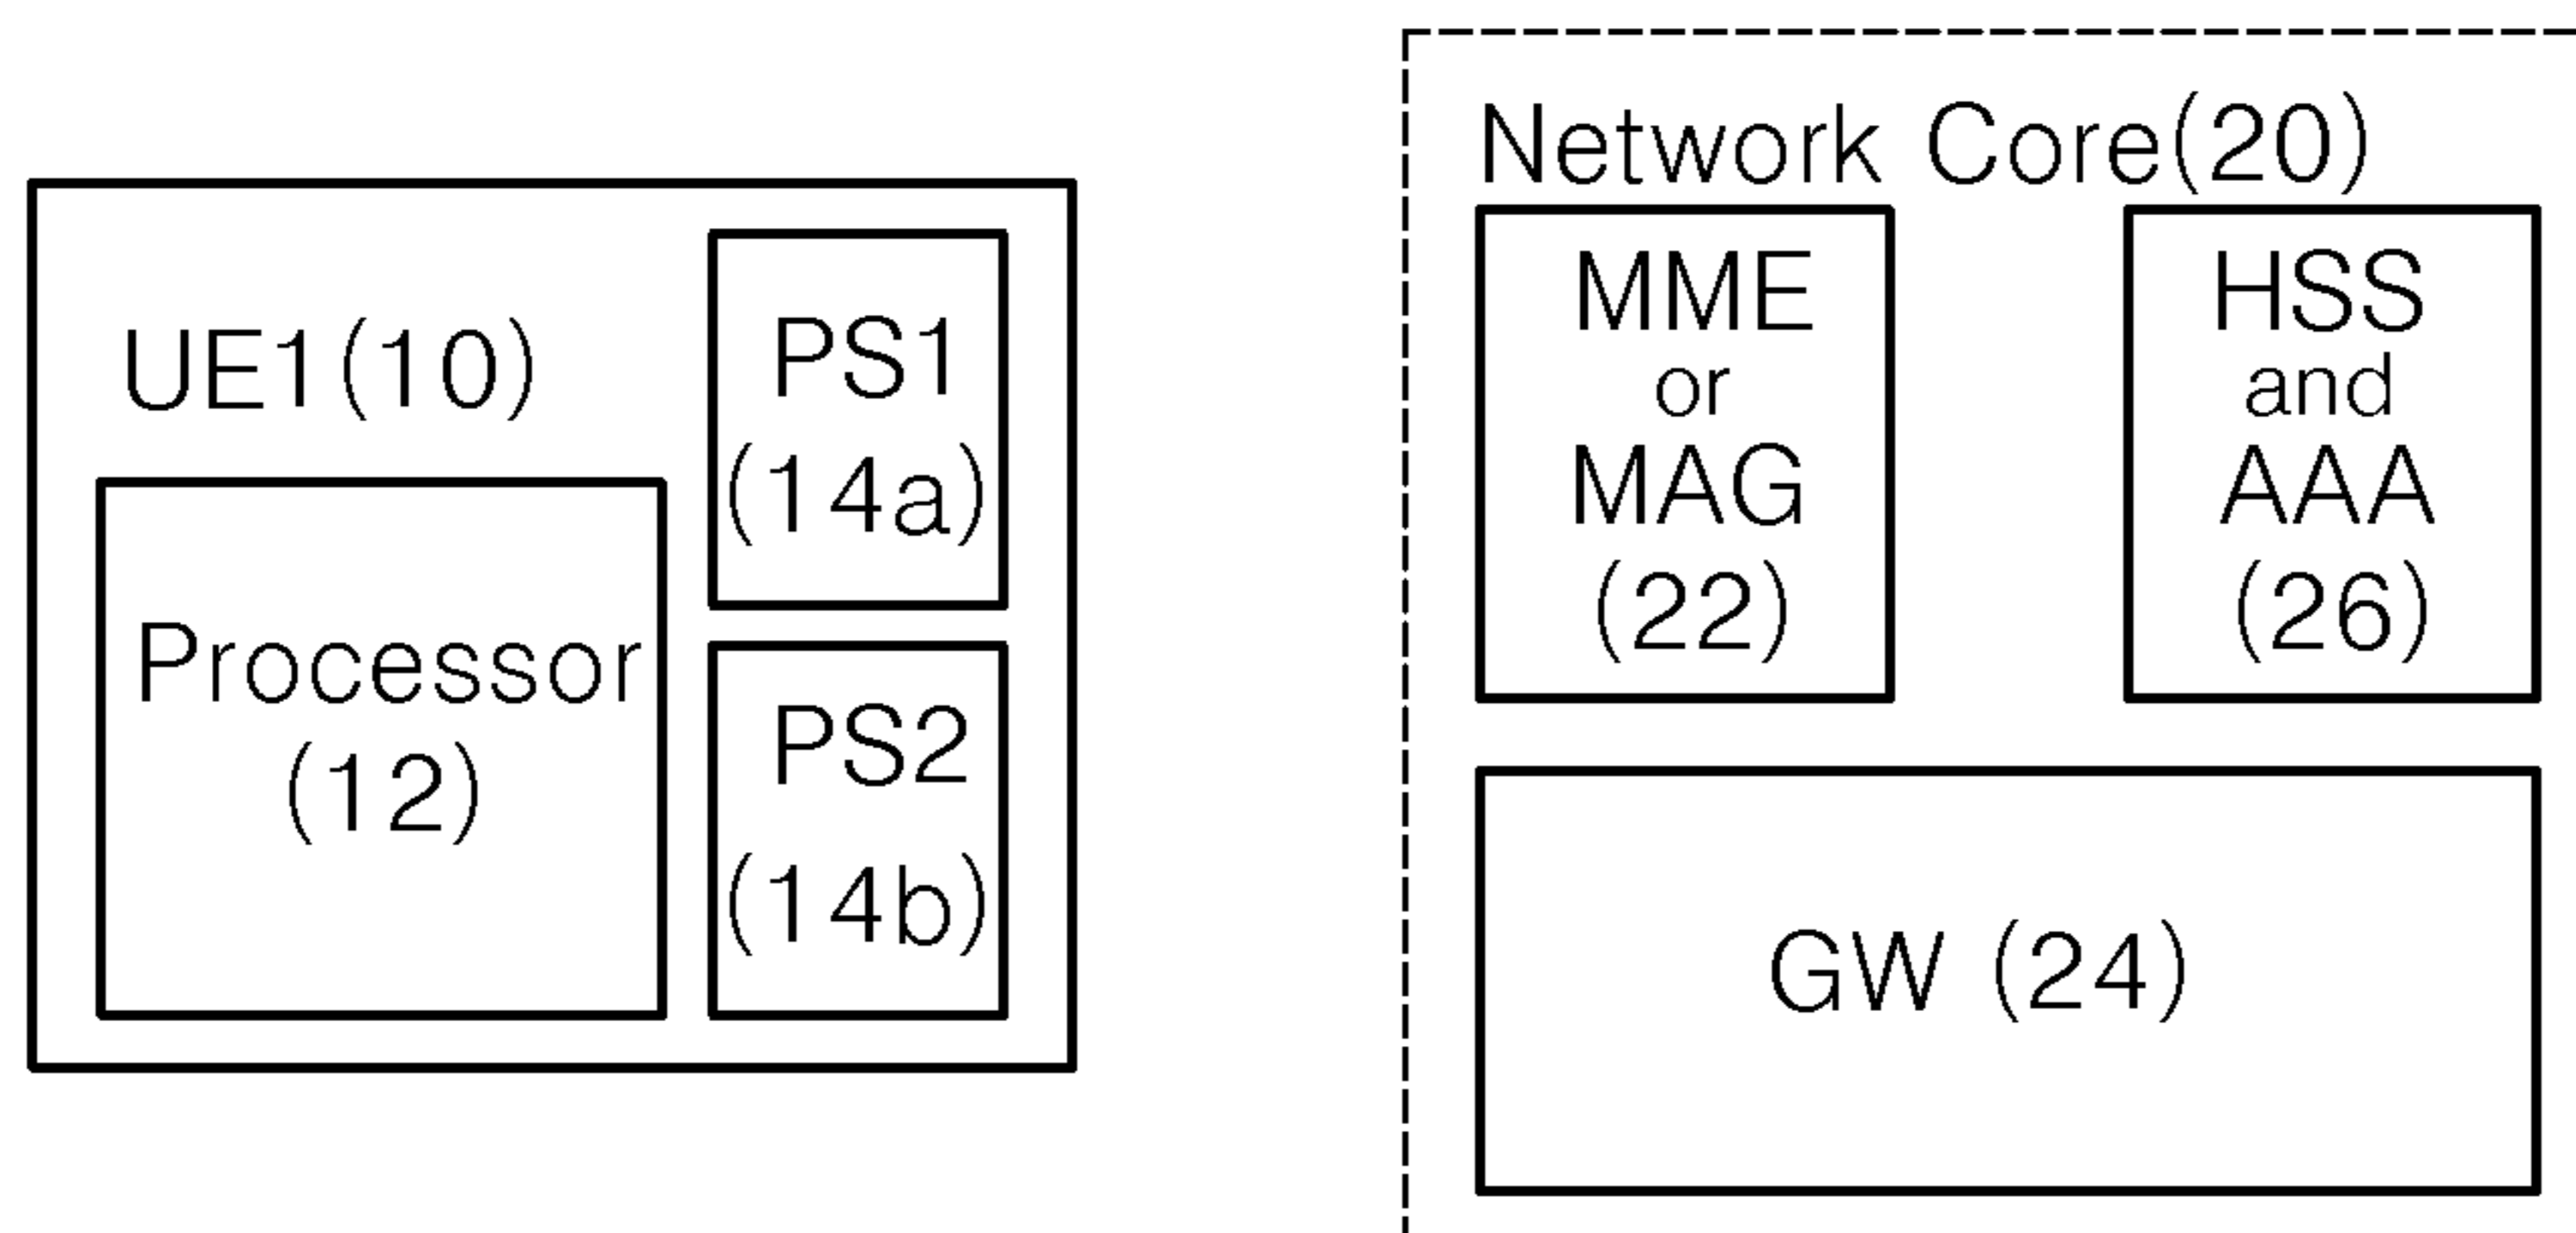 UE1(10)
Processor
(12)
PS1
(14a)
PS2
(14b)
Network Core(20)
MME
or
MAG
(22)
HSS
and
AAA
(26)
GW (24)